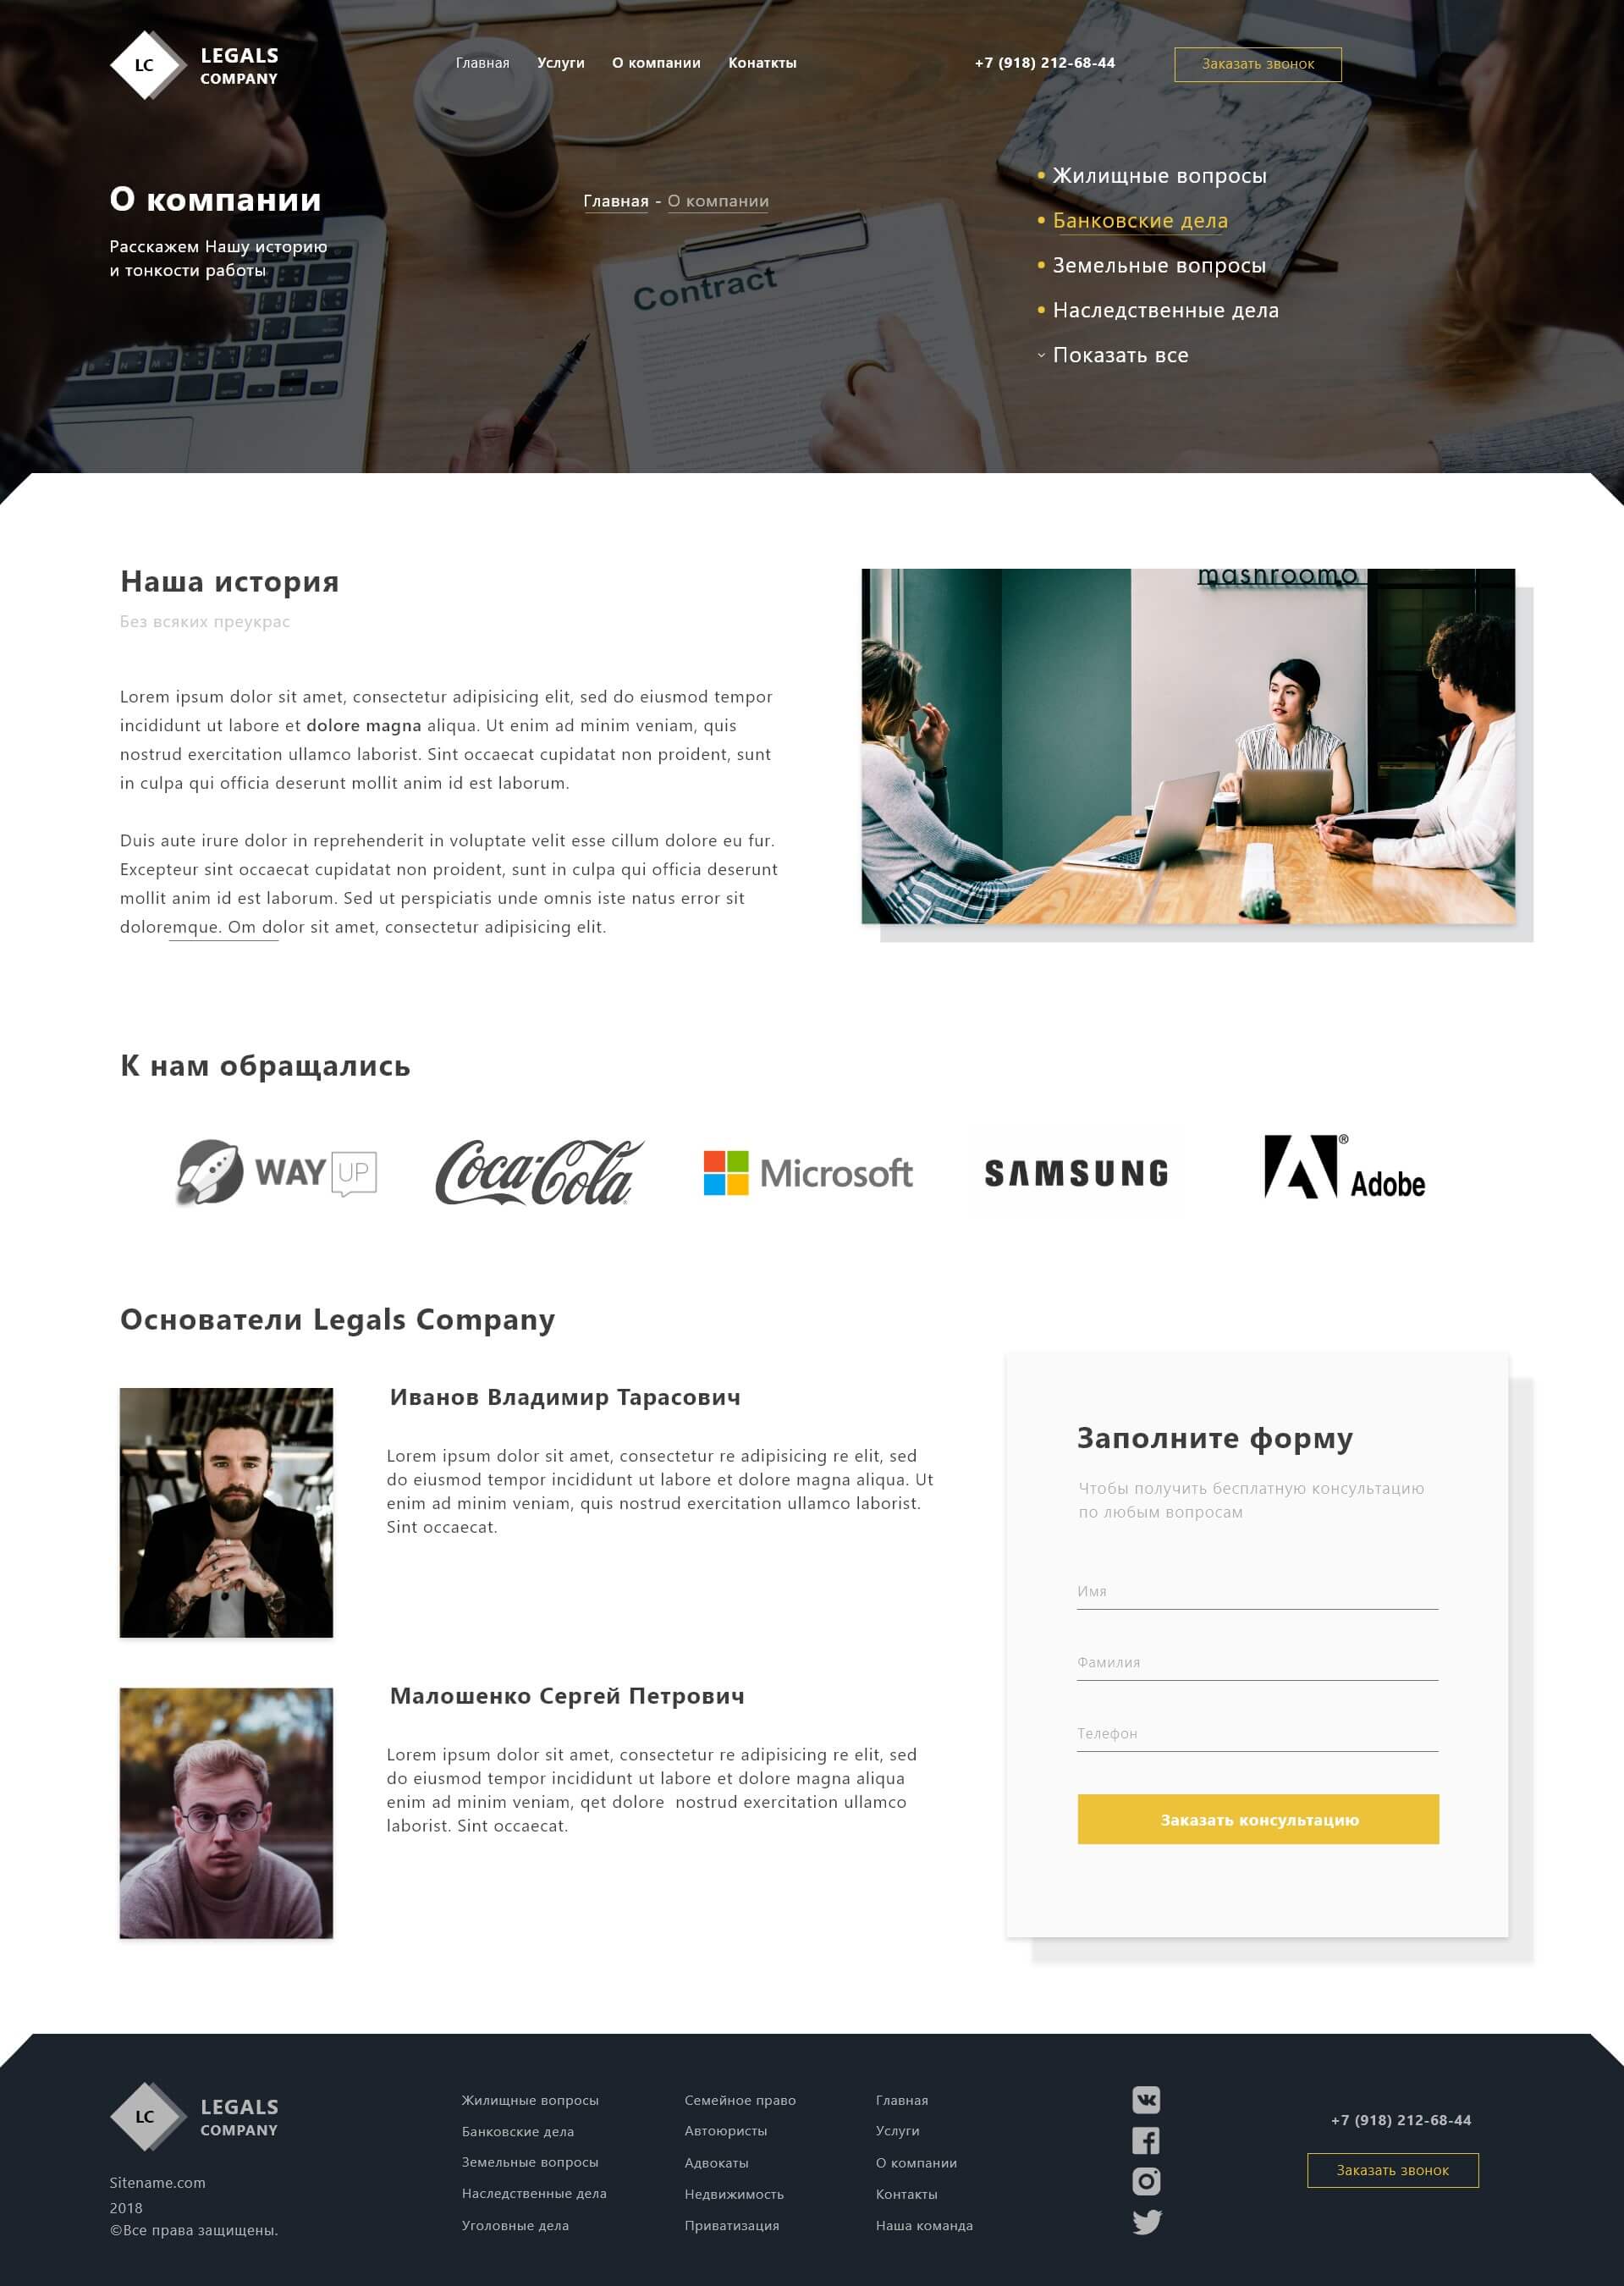 LC
LEGALS
COMPANY
Главная Услуги О компании Конаткты
+7 (918) 212-68-44
Заказать звонок
О компании
Расскажем Нашу историю
и тонкости работы
Главная - О компании
Жилищные вопросы
Банковские дела
Земельные вопросы
Наследственные дела
Показать все
Contract
Наша история
Без всяких преукрас
Lorem ipsum dolor sit amet, consectetur adipisicing elit, sed do eiusmod tempor
incididunt ut labore et dolore magna aliqua. Ut enim ad minim veniam, quis
nostrud exercitation ullamco laborist. Sint occaecat cupidatat non proident, sunt
in culpa qui officia deserunt mollit anim id est laborum.
Duis aute irure dolor in reprehenderit in voluptate velit esse cillum dolore eu fur.
Excepteur sint occaecat cupidatat non proident, sunt in culpa qui officia deserunt
mollit anim id est laborum. Sed ut perspiciatis unde omnis iste natus error sit
doloremque. Om dolor sit amet, consectetur adipisicing elit.
mashroomo
К нам обращались
WAY UP
Coca-Cola
Microsoft
SAMSUNG
Adobe®
Основатели Legals Company
Иванов Владимир Тарасович
Lorem ipsum dolor sit amet, consectetur re adipisicing re elit, sed
do eiusmod tempor incididunt ut labore et dolore magna aliqua. Ut
enim ad minim veniam, quis nostrud exercitation ullamco laborist.
Sint occaecat.
Малошенко Сергей Петрович
Lorem ipsum dolor sit amet, consectetur re adipisicing re elit, sed
do eiusmod tempor incididunt ut labore et dolore magna aliqua
enim ad minim veniam, qet dolore  nostrud exercitation ullamco
laborist. Sint occaecat.
Заполните форму
Чтобы получить бесплатную консультацию
по любым вопросам
Имя
Фамилия
Телефон
Заказать консультацию
LC
LEGALS
COMPANY
Sitename.com
2018
©Все права защищены.
Жилищные вопросы
Банковские дела
Земельные вопросы
Наследственные дела
Уголовные дела
Семейное право
Автоюристы
Адвокаты
Недвижимость
Приватизация
Главная
Услуги
О компании
Контакты
Наша команда
+7 (918) 212-68-44
Заказать звонок